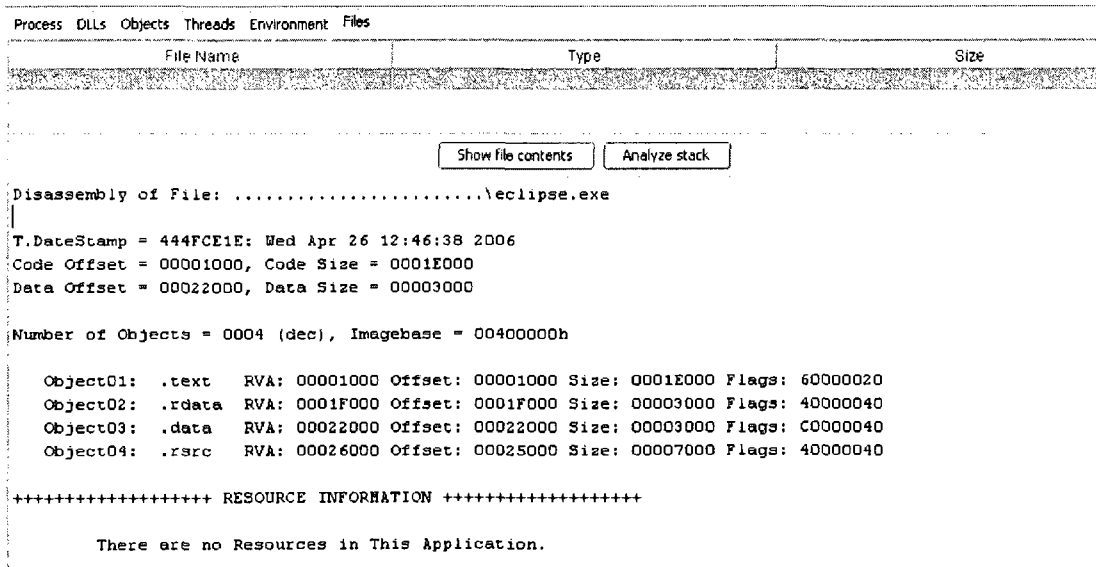 Process DLLs Objects Threads Environment Files
File Name Type Size
Show file contents Analyze stack
Disassembly of File: .........................\eclipse.exe
T.DateStamp = 444FCE1E: Wed Apr 26 12:46:38 2006
Code Offset = 00001000, Code Size = 0001E000
Data Offset = 00022000, Data Size = 00003000
Number of Objects = 0004 (dec), Imagebase = 00400000h
Object01: .text RVA: 00001000 Offset: 00001000 Size: 0001E000 Flags: 60000020
Object02: .rdata RVA: 0001F000 Offset: 0001F000 Size: 00003000 Flags: 40000040
Object03: .data RVA: 00022000 Offset: 00022000 Size: 00003000 Flags: C0000040
Object04: .rsrc RVA: 00026000 Offset: 00025000 Size: 00007000 Flags: 40000040
+++++++++++++++++++ RESOURCE INFORMATION +++++++++++++++++++
There are no Resources in This Application.